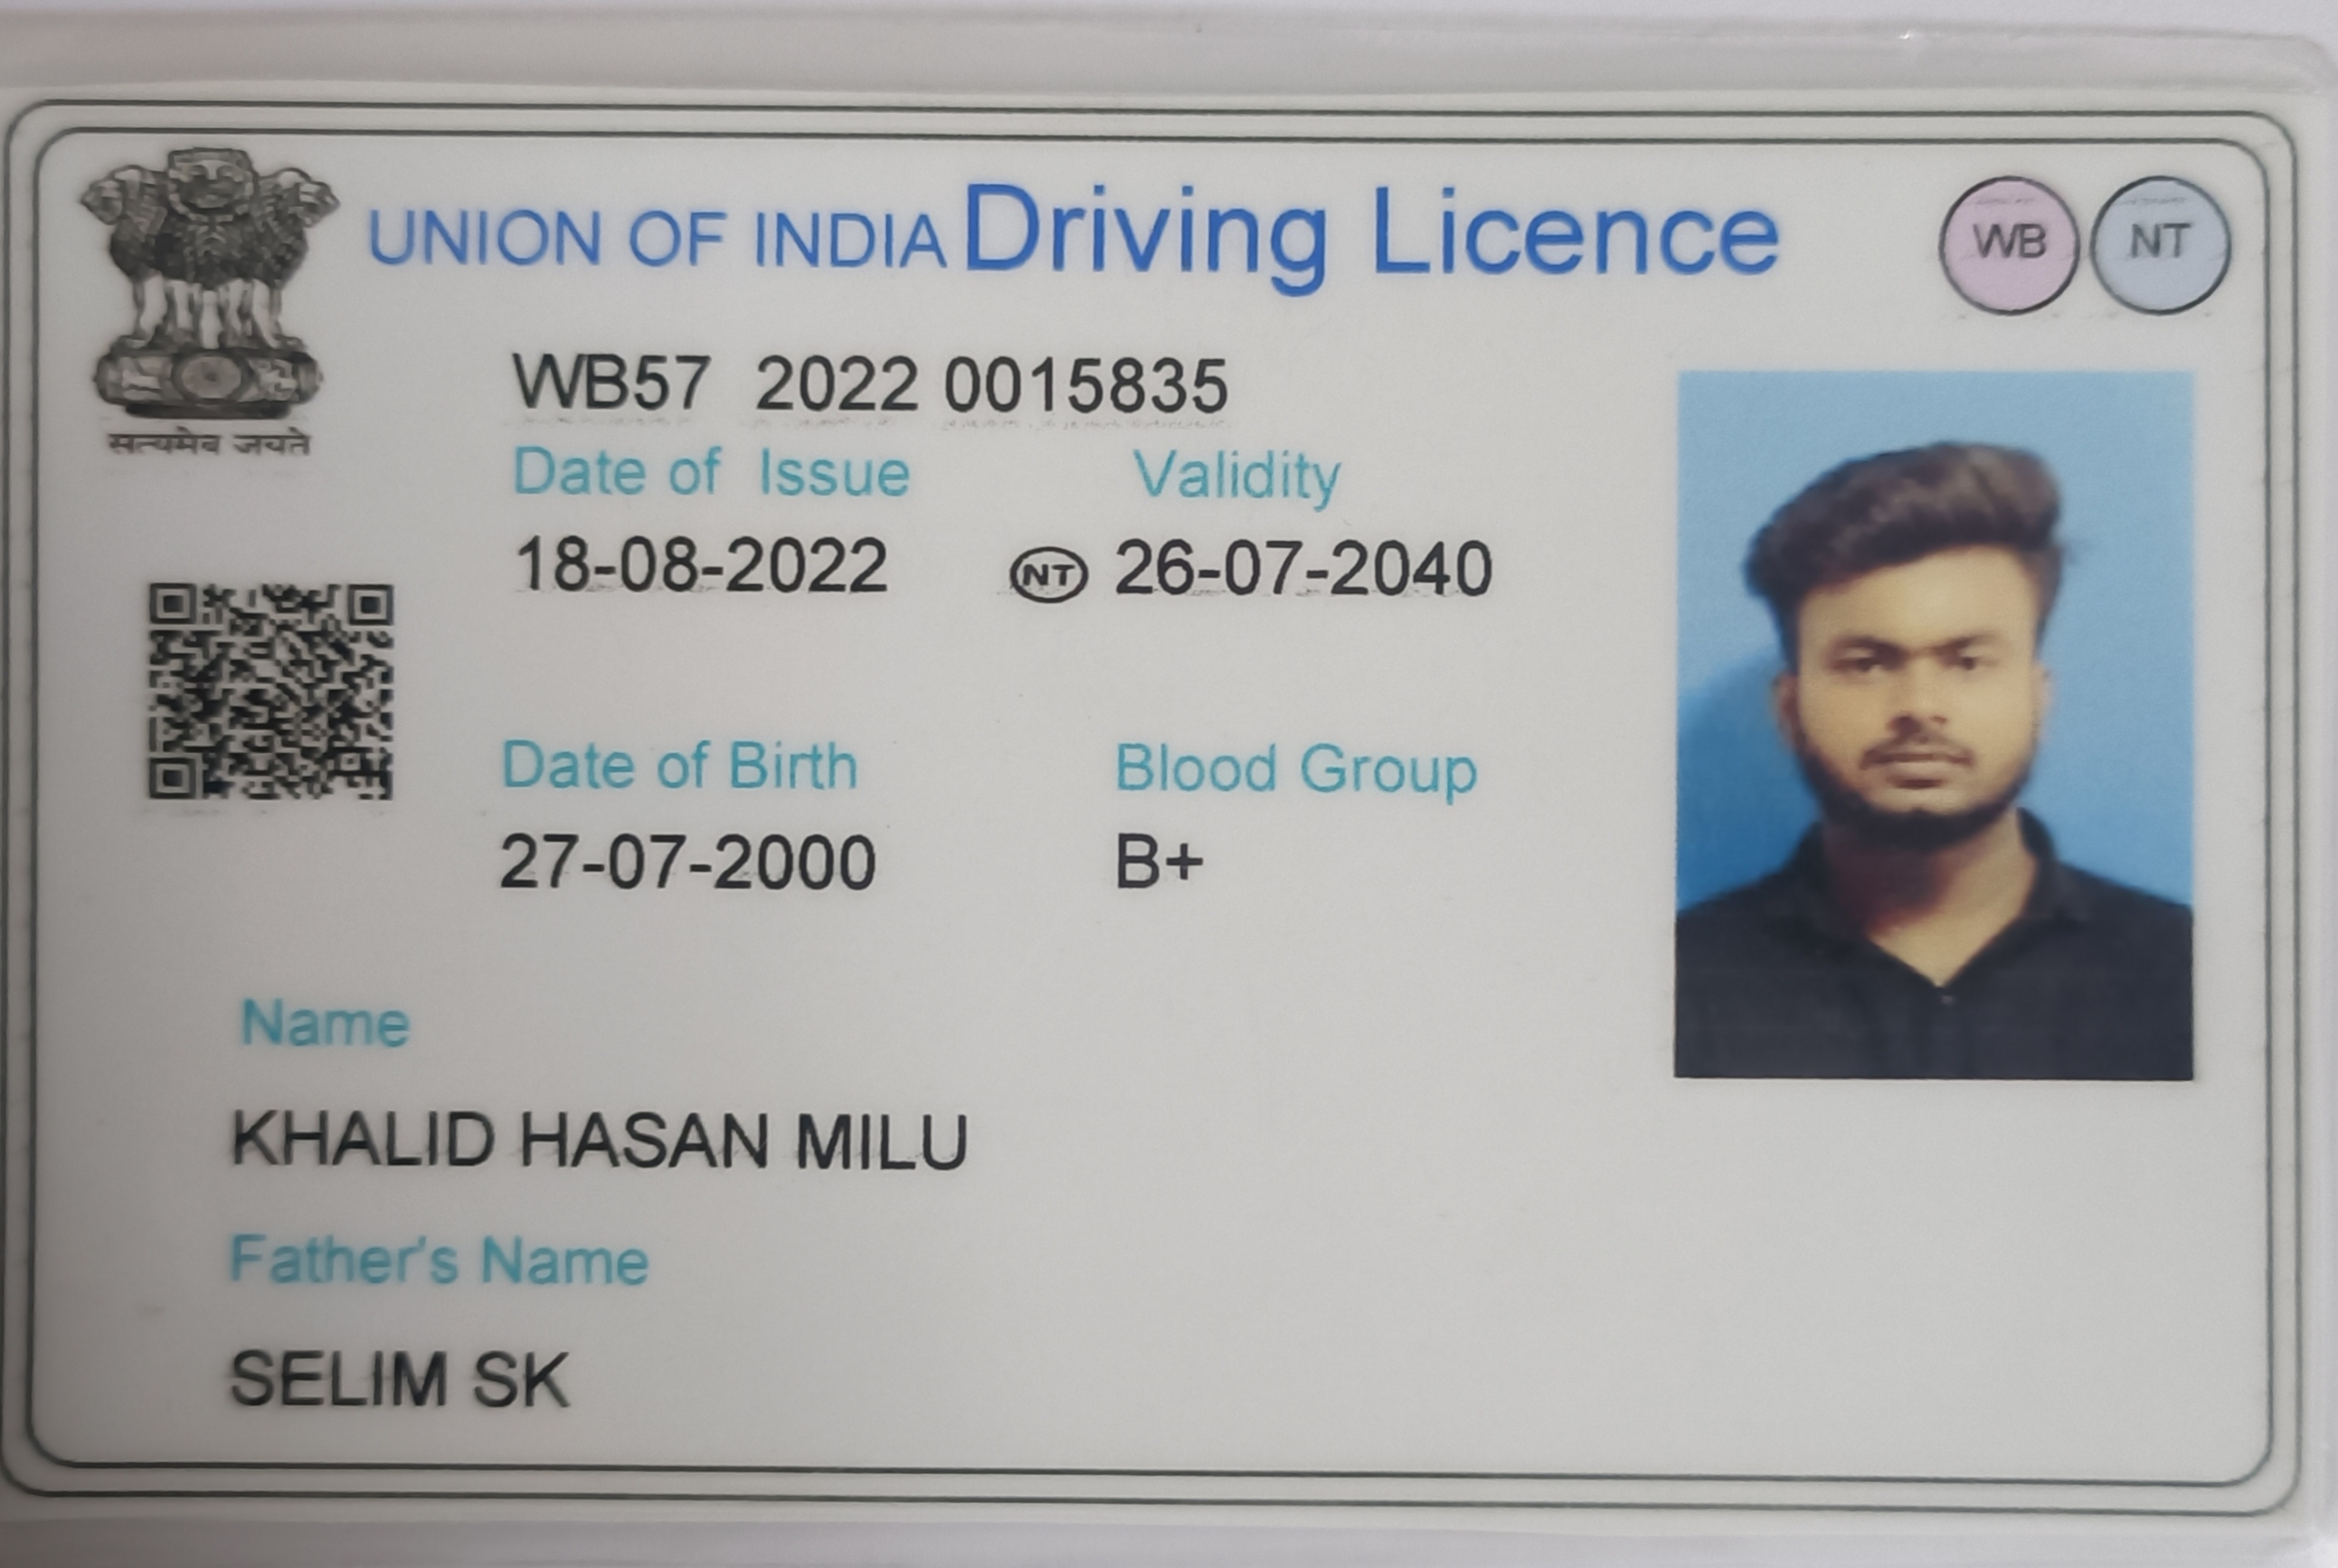 UNION OF INDIA Driving Licence WB NT
सत्यमेव जयते
WB57 2022 0015835
Date of Issue Validity
18-08-2022 NT 26-07-2040
Date of Birth Blood Group
27-07-2000 B+
Name
KHALID HASAN MILU
Father's Name
SELIM SK